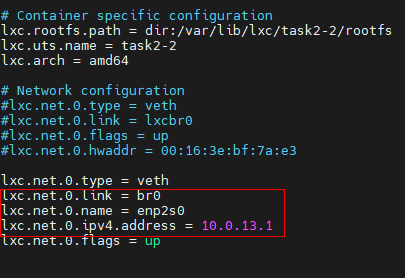 # Container specific configuration
lxc.rootfs.path = dir:/var/lib/lxc/task2-2/rootfs
lxc.uts.name = task2-2
lxc.arch = amd64
# Network configuration
#lxc.net.0.type = veth
#lxc.net.0.link = lxcbr0
#lxc.net.0.flags = up
#lxc.net.0.hwaddr = 00:16:3e:bf:7a:e3
lxc.net.0.type = veth
lxc.net.0.link = br0
lxc.net.0.name = enp2s0
lxc.net.0.ipv4.address = 10.0.13.1
lxc.net.0.flags = up